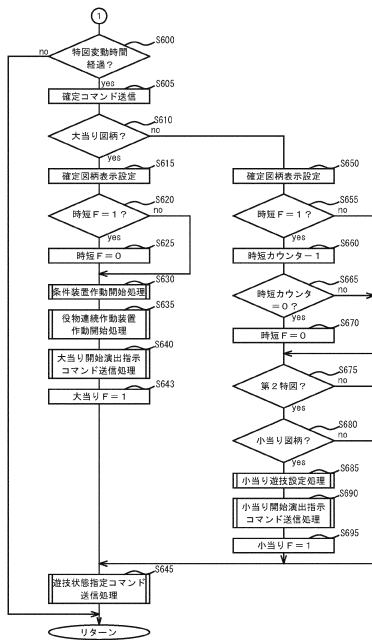 1
S600
特図変動時間
経過？
no
yes
S605
確定コマンド送信
S610
大当り図柄？
no
yes
S615
確定図柄表示設定
S620
時短F＝1？
no
yes
S625
時短F＝0
S630
条件装置作動開始処理
S635
役物連続作動装置
作動開始処理
S640
大当り開始演出指示
コマンド送信処理
S643
大当りF＝1
S650
確定図柄表示設定
S655
時短F＝1？
no
yes
S660
時短カウンター1
S665
時短カウンタ
＝0？
no
yes
S670
時短F＝0
S675
第2特図？
no
yes
S680
小当り図柄？
no
yes
S685
小当り遊技設定処理
S690
小当り開始演出指示
コマンド送信処理
S695
小当りF＝1
S645
遊技状態指定コマンド
送信処理
リターン